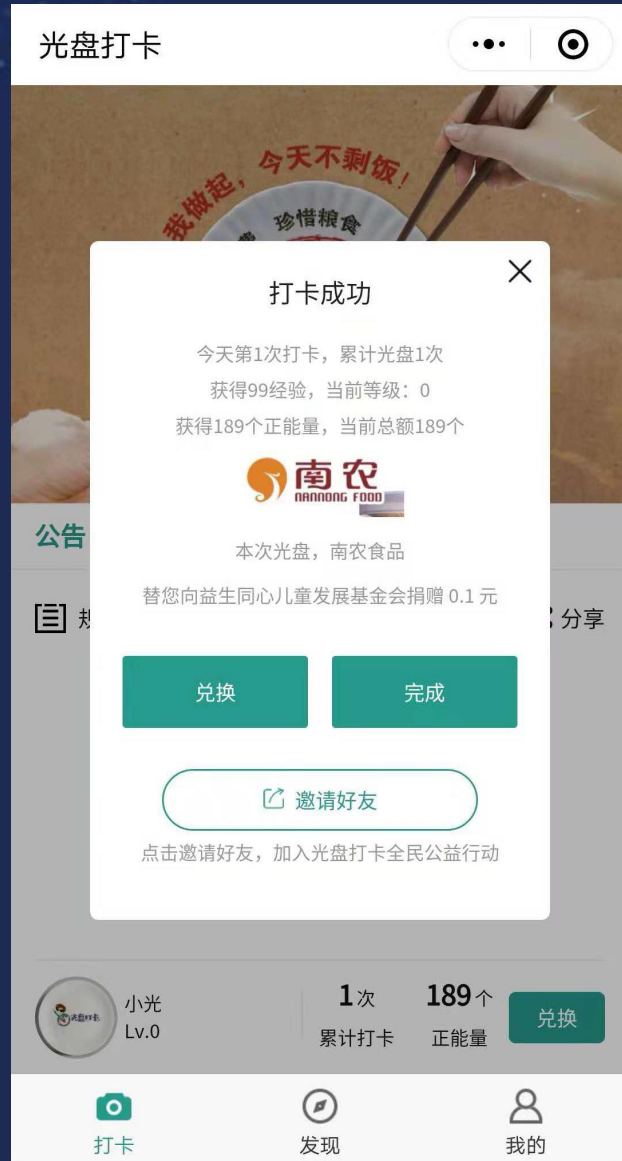 光盘打卡
我做起，今天不剩饭！
珍惜粮食
打卡成功
今天第1次打卡，累计光盘1次
获得99经验，当前等级：0
获得189个正能量，当前总额189个
南农
NANNONG FOOD
公告
本次光盘，南农食品
替您向益生同心儿童发展基金会捐赠 0.1 元
分享
兑换
完成
邀请好友
点击邀请好友，加入光盘打卡全民公益行动
光盘打卡
小光
Lv.0
1次
累计打卡
189个
正能量
兑换
打卡
发现
我的